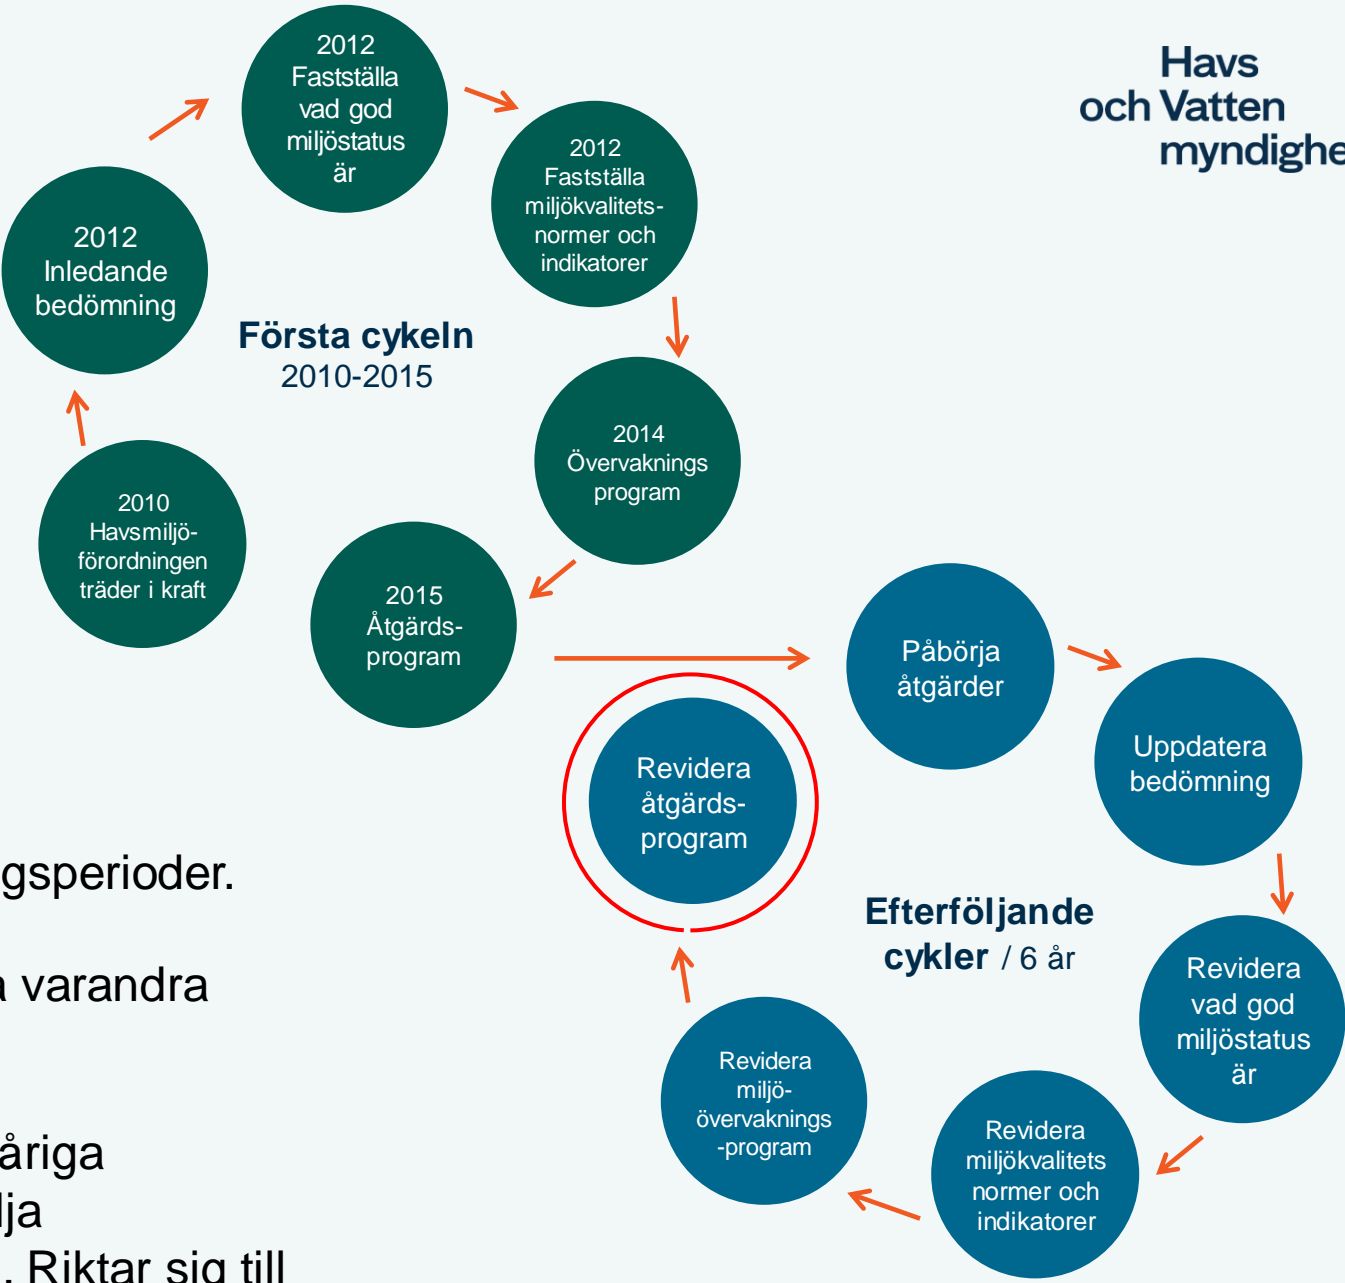 Havs
och Vatten
myndighe
2012
Fastställa
vad god
miljöstatus
är
2012
Fastställa
miljökvalitets-
normer och
indikatorer
2012
Inledande
bedömning
Första cykeln
2010-2015
2014
Övervaknings
program
2010
Havsmiljö-
förordningen
träder i kraft
2015
Åtgärds-
program
Påbörja
åtgärder
Uppdatera
bedömning
Revidera
åtgärds-
program
Efterföljande
cykler / 6 år
Revidera
vad god
miljöstatus
är
Revidera
miljö-
övervaknings
-program
Revidera
miljökvalitets
normer och
indikatorer
gsperioder.
varandra
åriga
lja
. Riktar sig till